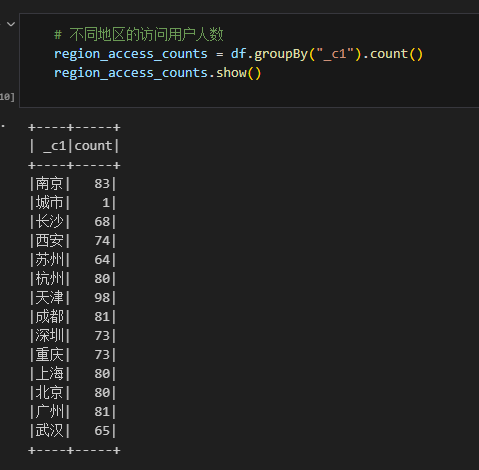 # 不同地区的访问用户人数
region_access_counts = df.groupBy("_c1").count()
region_access_counts.show()
10]
+----+-----+
| _c1|count|
+----+-----+
|南京|   83|
|城市|    1|
|长沙|   68|
|西安|   74|
|苏州|   64|
|杭州|   80|
|天津|   98|
|成都|   81|
|深圳|   73|
|重庆|   73|
|上海|   80|
|北京|   80|
|广州|   81|
|武汉|   65|
+----+-----+